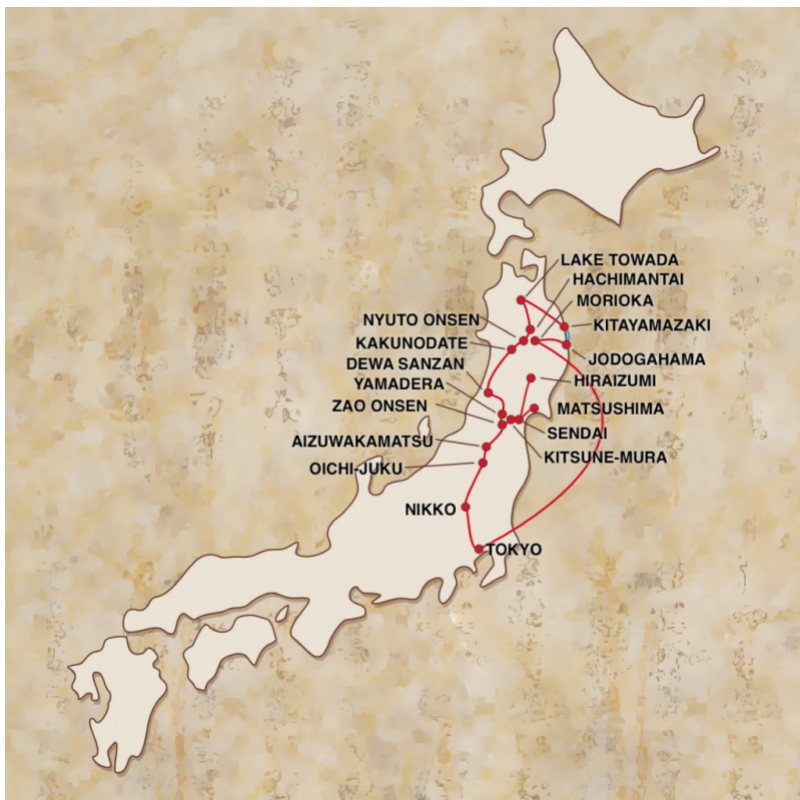 LAKE TOWADA
HACHIMANTAI
MORIOKA
NYUTO ONSEN
KITAYAMAZAKI
KAKUNODATE
JODOGAHAMA
DEWA SANZAN
HIRAIZUMI
YAMADERA
ZAO ONSEN
MATSUSHIMA
SENDAI
AIZUWAKAMATSU
KITSUNE-MURA
OICHI-JUKU
NIKKO
TOKYO